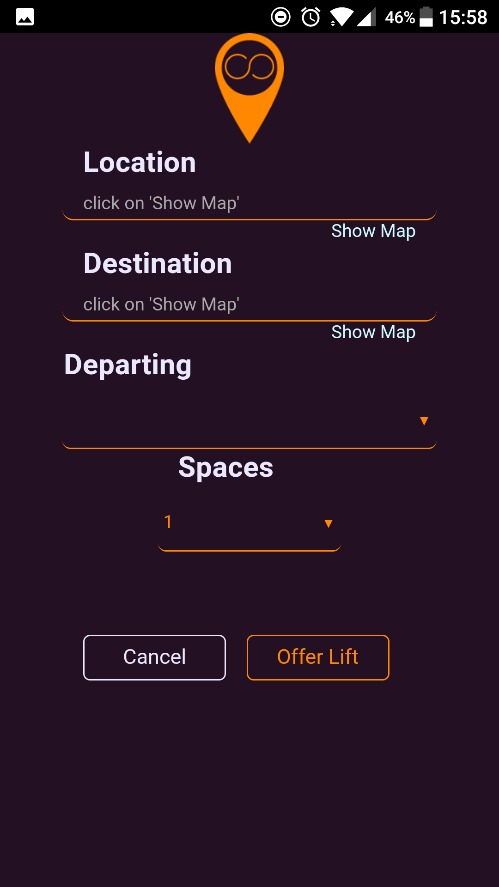 46% 15:58
Location
click on 'Show Map'
Show Map
Destination
click on 'Show Map'
Show Map
Departing
Spaces
1
Cancel Offer Lift